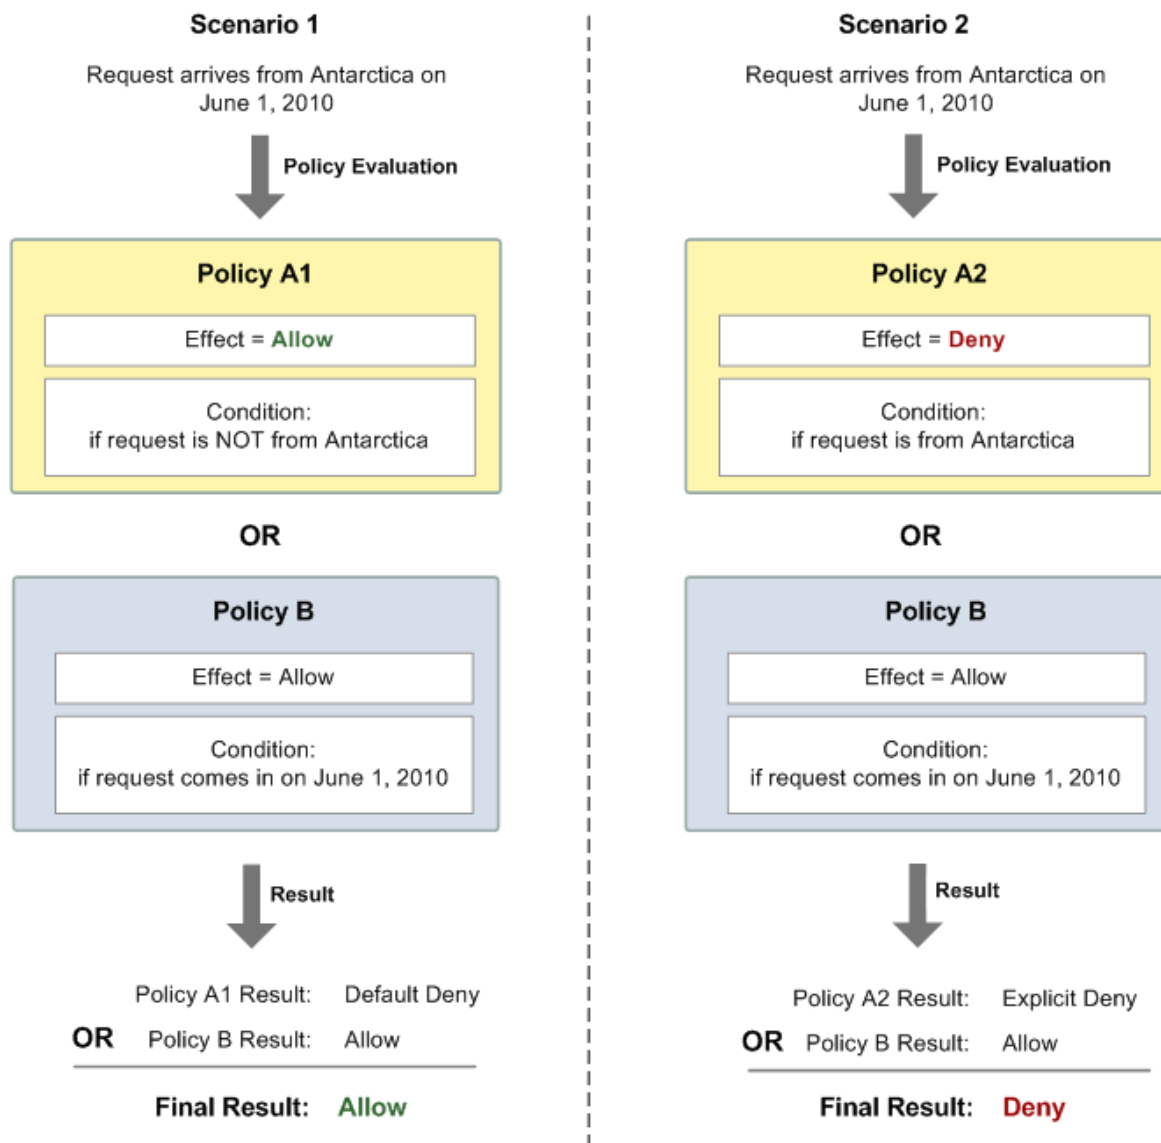 Scenario 1
Request arrives from Antarctica on
June 1, 2010
Policy Evaluation
Policy A1
Effect = Allow
Condition:
if request is NOT from Antarctica
OR
Policy B
Effect = Allow
Condition:
if request comes in on June 1, 2010
Result
Policy A1 Result: Default Deny
OR Policy B Result: Allow
Final Result: Allow
Scenario 2
Request arrives from Antarctica on
June 1, 2010
Policy Evaluation
Policy A2
Effect = Deny
Condition:
if request is from Antarctica
OR
Policy B
Effect = Allow
Condition:
if request comes in on June 1, 2010
Result
Policy A2 Result: Explicit Deny
OR Policy B Result: Allow
Final Result: Deny